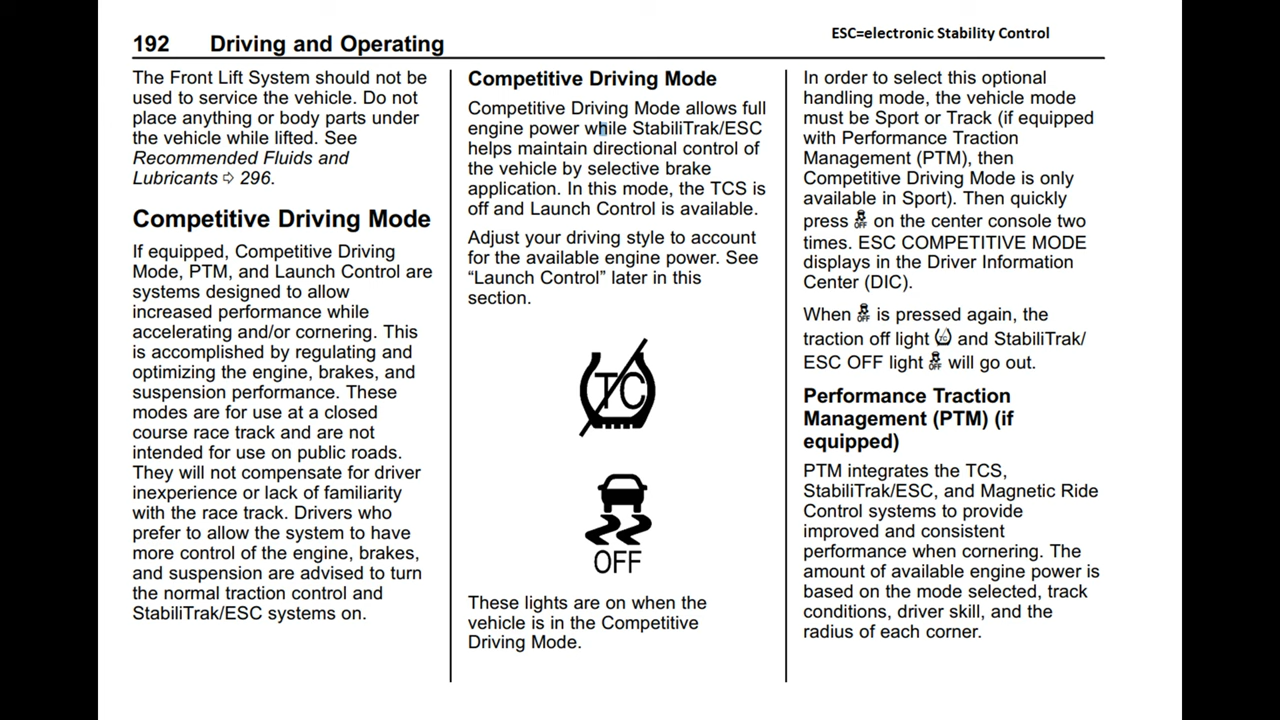 192 Driving and Operating
ESC=electronic Stability Control
The Front Lift System should not be
used to service the vehicle. Do not
place anything or body parts under
the vehicle while lifted. See
Recommended Fluids and
Lubricants ⇨ 296.
Competitive Driving Mode
If equipped, Competitive Driving
Mode, PTM, and Launch Control are
systems designed to allow
increased performance while
accelerating and/or cornering. This
is accomplished by regulating and
optimizing the engine, brakes, and
suspension performance. These
modes are for use at a closed
course race track and are not
intended for use on public roads.
They will not compensate for driver
inexperience or lack of familiarity
with the race track. Drivers who
prefer to allow the system to have
more control of the engine, brakes,
and suspension are advised to turn
the normal traction control and
StabiliTrak/ESC systems on.
Competitive Driving Mode
Competitive Driving Mode allows full
engine power while StabiliTrak/ESC
helps maintain directional control of
the vehicle by selective brake
application. In this mode, the TCS is
off and Launch Control is available.
Adjust your driving style to account
for the available engine power. See
“Launch Control” later in this
section.
TC
OFF
These lights are on when the
vehicle is in the Competitive
Driving Mode.
In order to select this optional
handling mode, the vehicle mode
must be Sport or Track (if equipped
with Performance Traction
Management (PTM), then
Competitive Driving Mode is only
available in Sport). Then quickly
press OFF on the center console two
times. ESC COMPETITIVE MODE
displays in the Driver Information
Center (DIC).
When OFF is pressed again, the
traction off light TC and StabiliTrak/
ESC OFF light OFF will go out.
Performance Traction
Management (PTM) (if
equipped)
PTM integrates the TCS,
StabiliTrak/ESC, and Magnetic Ride
Control systems to provide
improved and consistent
performance when cornering. The
amount of available engine power is
based on the mode selected, track
conditions, driver skill, and the
radius of each corner.